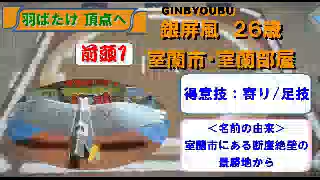 羽ばたけ 頂点へ
GINBYOUBU
銀屏風 26歳
前頭1
室蘭市・室蘭部屋
得意技：寄り/足技
＜名前の由来＞
室蘭市にある断崖絶壁の
景勝地から